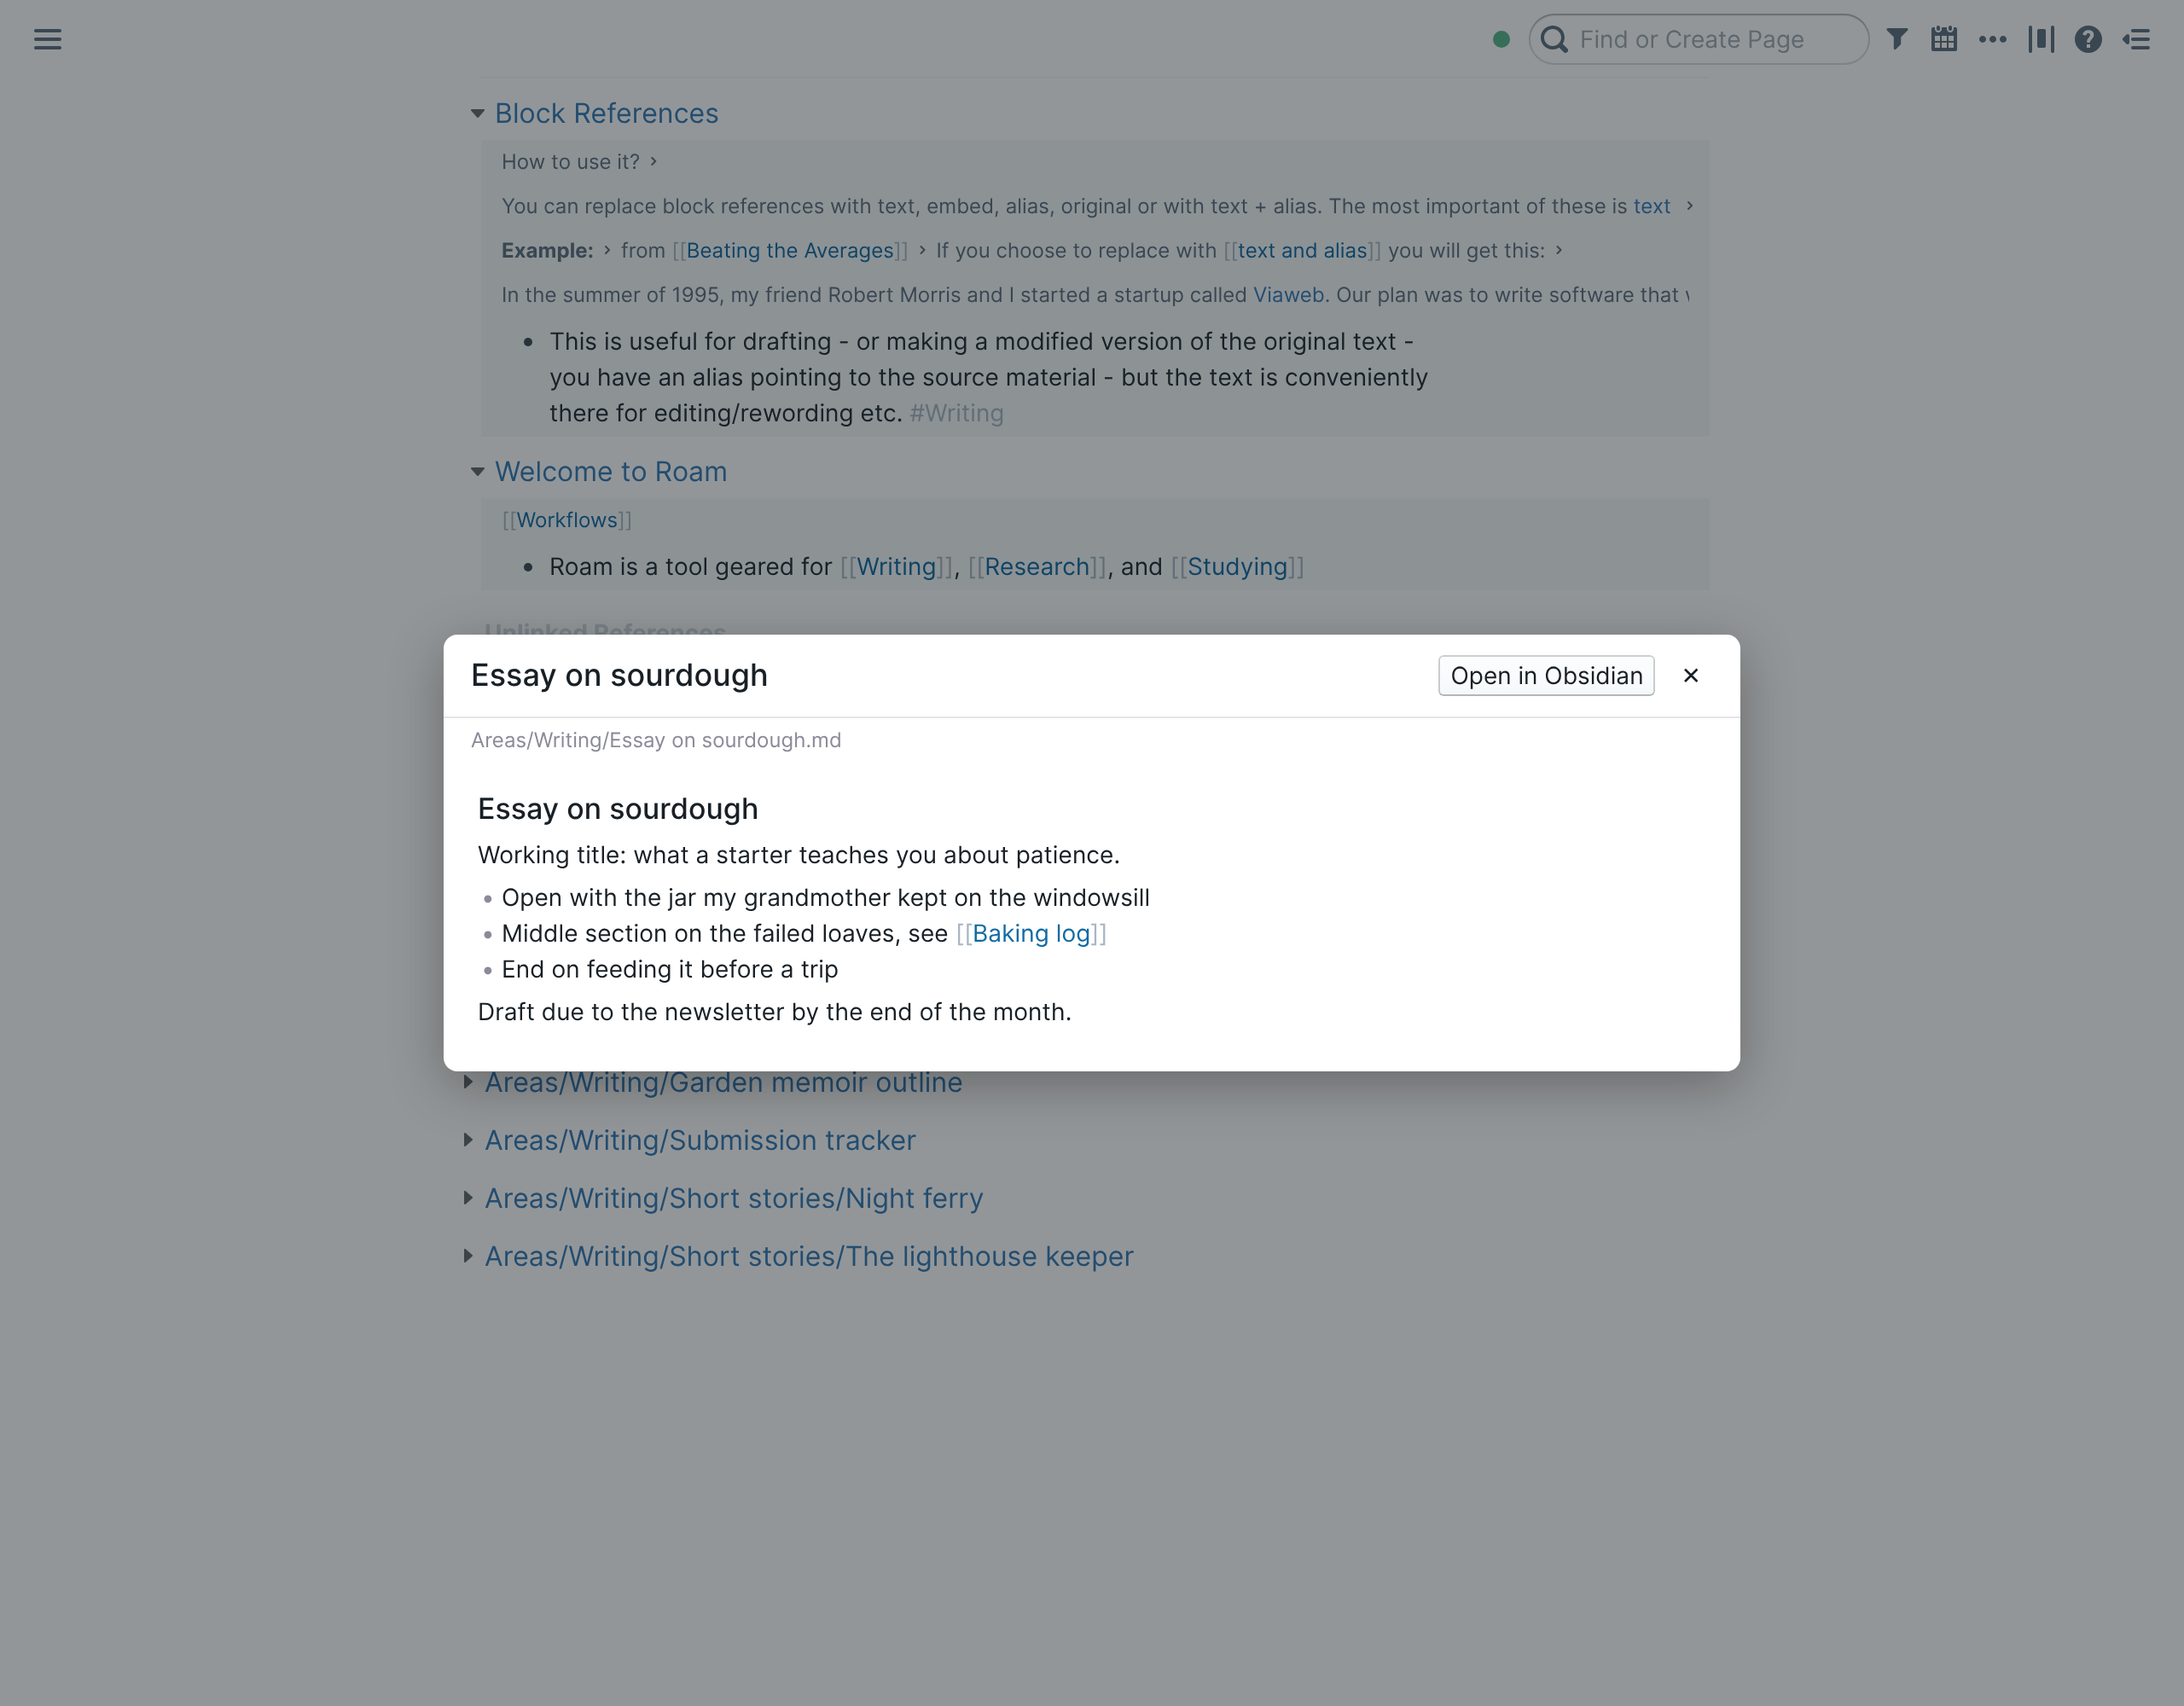 Find or Create Page
Block References
How to use it? ›
You can replace block references with text, embed, alias, original or with text + alias. The most important of these is text ›
Example: › from [[Beating the Averages]] › If you choose to replace with [[text and alias]] you will get this: ›
In the summer of 1995, my friend Robert Morris and I started a startup called Viaweb. Our plan was to write software that
• This is useful for drafting - or making a modified version of the original text -
you have an alias pointing to the source material - but the text is conveniently
there for editing/rewording etc. #Writing
Welcome to Roam
[[Workflows]]
• Roam is a tool geared for [[Writing]], [[Research]], and [[Studying]]
Unlinked References
Essay on sourdough
Open in Obsidian
Areas/Writing/Essay on sourdough.md
Essay on sourdough
Working title: what a starter teaches you about patience.
• Open with the jar my grandmother kept on the windowsill
• Middle section on the failed loaves, see [[Baking log]]
• End on feeding it before a trip
Draft due to the newsletter by the end of the month.
Areas/Writing/Garden memoir outline
Areas/Writing/Submission tracker
Areas/Writing/Short stories/Night ferry
Areas/Writing/Short stories/The lighthouse keeper